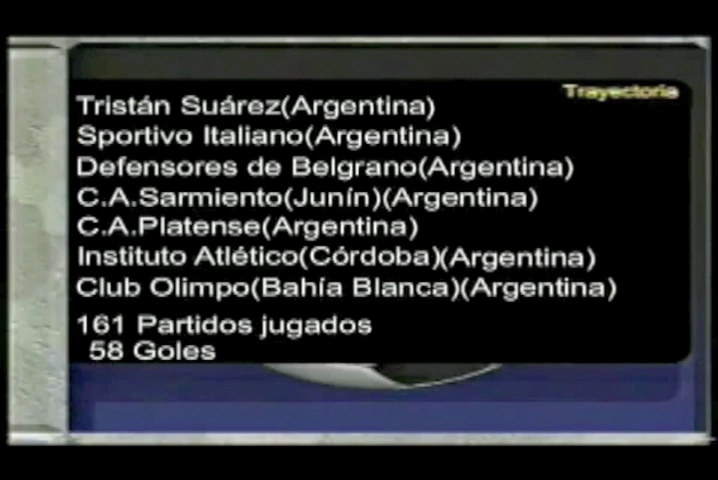 Trayectoria
Tristán Suárez(Argentina)
Sportivo Italiano(Argentina)
Defensores de Belgrano(Argentina)
C.A.Sarmiento(Junín)(Argentina)
C.A.Platense(Argentina)
Instituto Atlético(Córdoba)(Argentina)
Club Olimpo(Bahía Blanca)(Argentina)
161 Partidos jugados
58 Goles